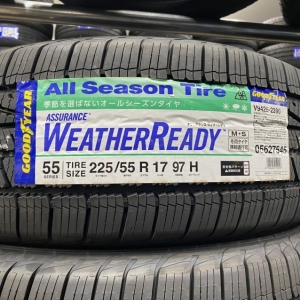 GOODYEAR
All Season Tire
季節を選ばないオールシーズンタイヤ
ASSURANCE
WEATHERREADY
55
SERIES
TIRE SIZE
225/55 R 17 97 H
M+S
05627545